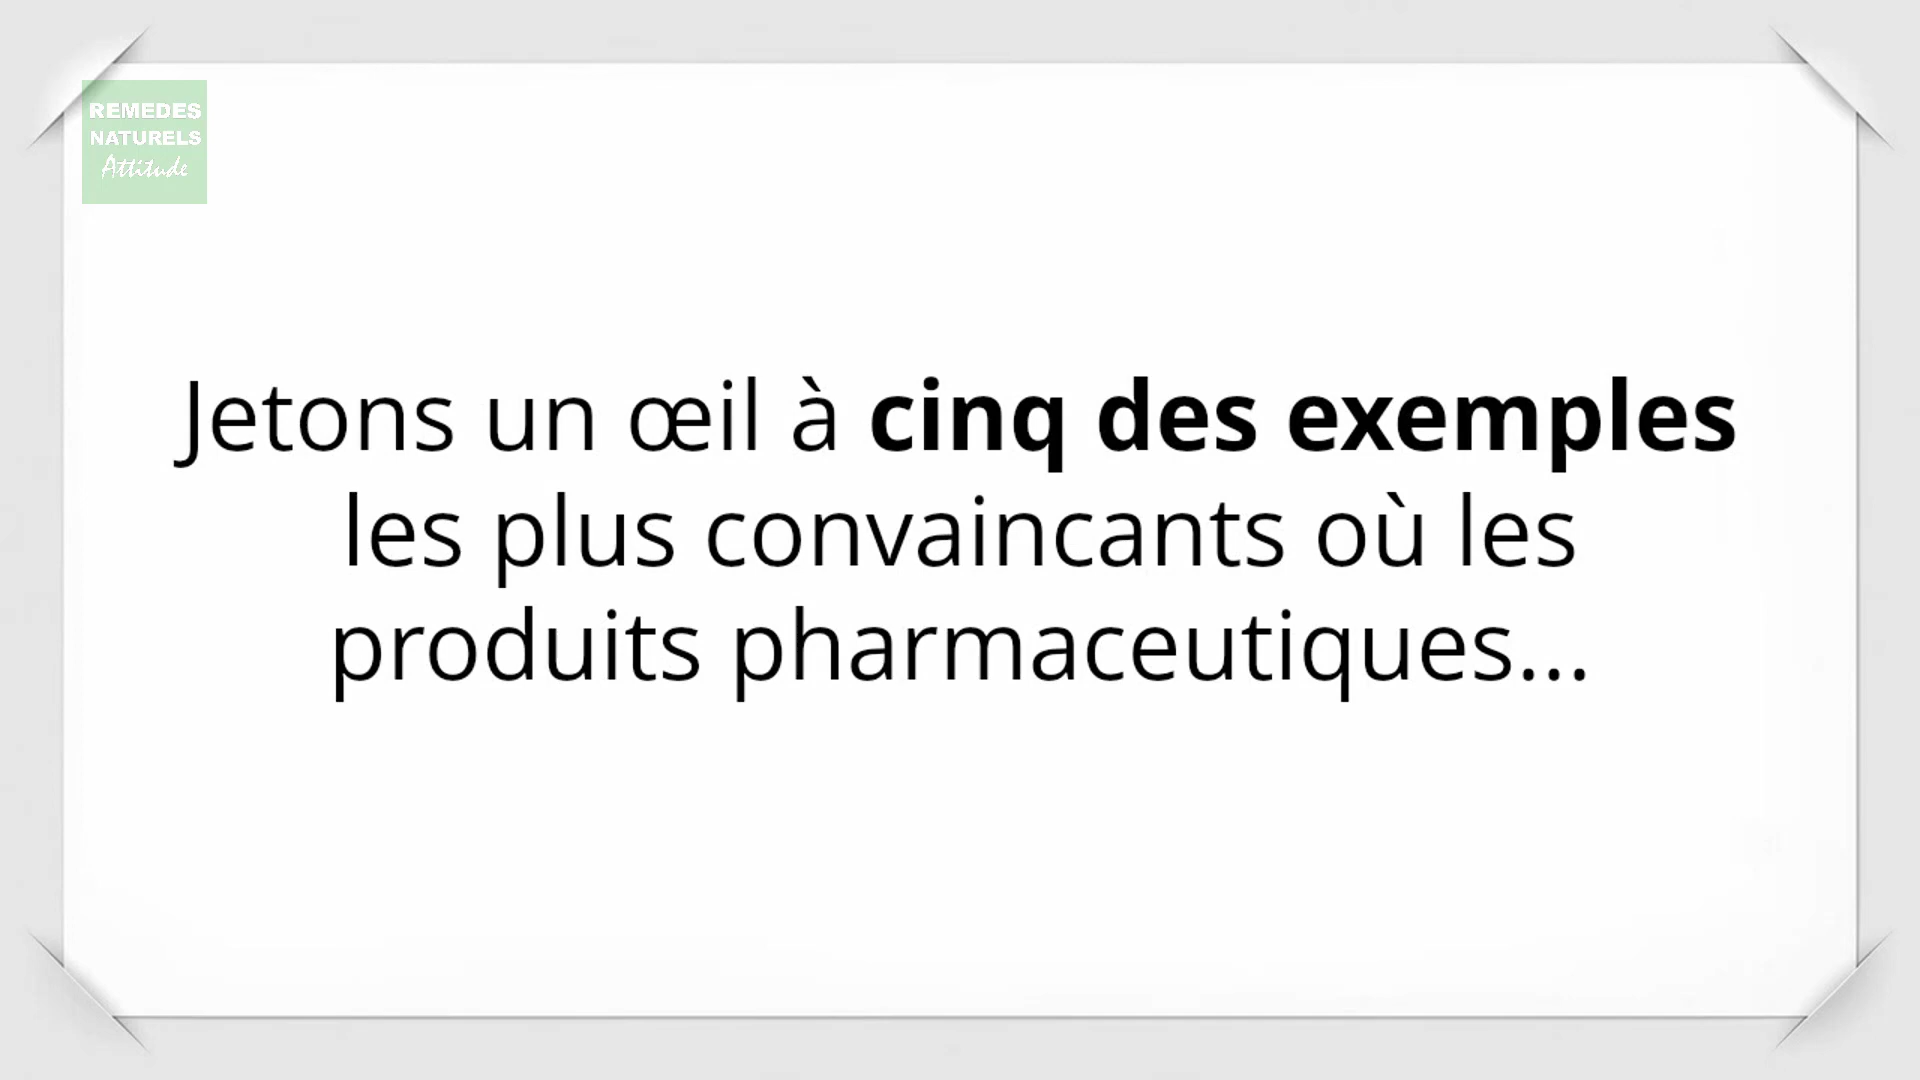 REMEDES
NATURELS
Attitude
Jetons un œil à cinq des exemples
les plus convaincants où les
produits pharmaceutiques...